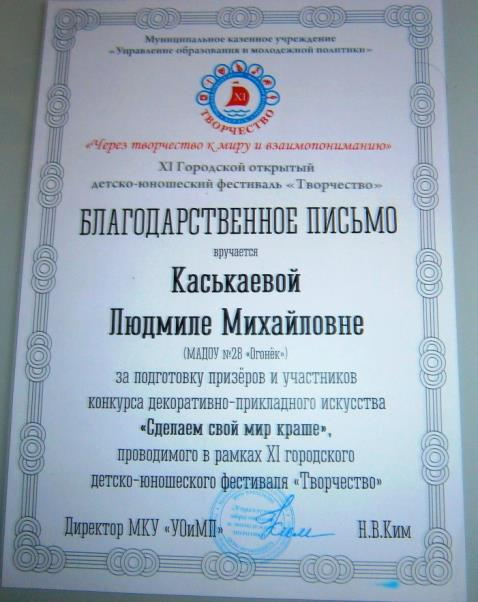 Муниципальное казенное учреждение
«Управление образования и молодежной политики»
XI
ТВОРЧЕСТВО
«Через творчество к миру и взаимопониманию»
XI Городской открытый
детско-юношеский фестиваль «Творчество»
БЛАГОДАРСТВЕННОЕ ПИСЬМО
вручается
Каськаевой
Людмиле Михайловне
(МАДОУ №28 «Огонёк»)
за подготовку призёров и участников
конкурса декоративно-прикладного искусства
«Сделаем свой мир краше»,
проводимого в рамках XI городского
детско-юношеского фестиваля «Творчество»
Директор МКУ «УОиМП»
Н.В.Ким